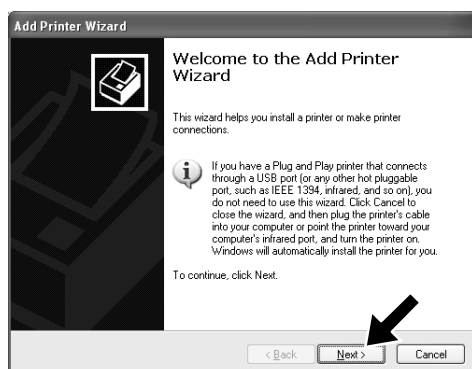 Add Printer Wizard
Welcome to the Add Printer
Wizard
This wizard helps you install a printer or make printer
connections.
If you have a Plug and Play printer that connects
through a USB port (or any other hot pluggable
port, such as IEEE 1394, infrared, and so on), you
do not need to use this wizard. Click Cancel to
close the wizard, and then plug the printer's cable
into your computer or point the printer toward your
computer's infrared port, and turn the printer on.
Windows will automatically install the printer for you.
To continue, click Next.
< Back Next > Cancel